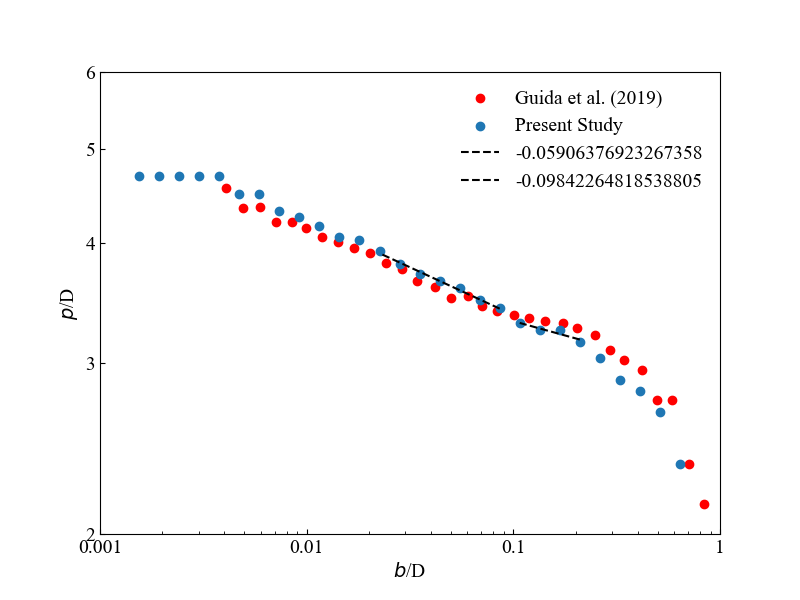 6
5
4
3
2
p/D
Guida et al. (2019)
Present Study
-0.05906376923267358
-0.09842264818538805
0.001
0.01
0.1
1
b/D